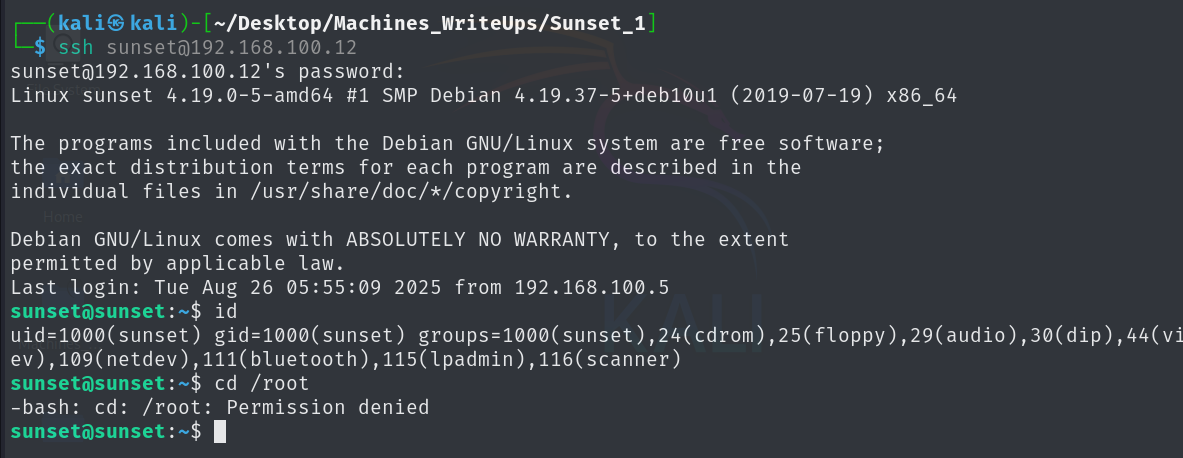 ┌──(kali㉿kali)-[~/Desktop/Machines_WriteUps/Sunset_1]
└─$ ssh sunset@192.168.100.12
sunset@192.168.100.12's password:
Linux sunset 4.19.0-5-amd64 #1 SMP Debian 4.19.37-5+deb10u1 (2019-07-19) x86_64
The programs included with the Debian GNU/Linux system are free software;
the exact distribution terms for each program are described in the
individual files in /usr/share/doc/*/copyright.
Home
Debian GNU/Linux comes with ABSOLUTELY NO WARRANTY, to the extent
permitted by applicable law.
Last login: Tue Aug 26 05:55:09 2025 from 192.168.100.5
sunset@sunset:~$ id
KALI
uid=1000(sunset) gid=1000(sunset) groups=1000(sunset),24(cdrom),25(floppy),29(audio),30(dip),44(vi
ev),109(netdev),111(bluetooth),115(lpadmin),116(scanner)
sunset@sunset:~$ cd /root
-bash: cd: /root: Permission denied
sunset@sunset:~$